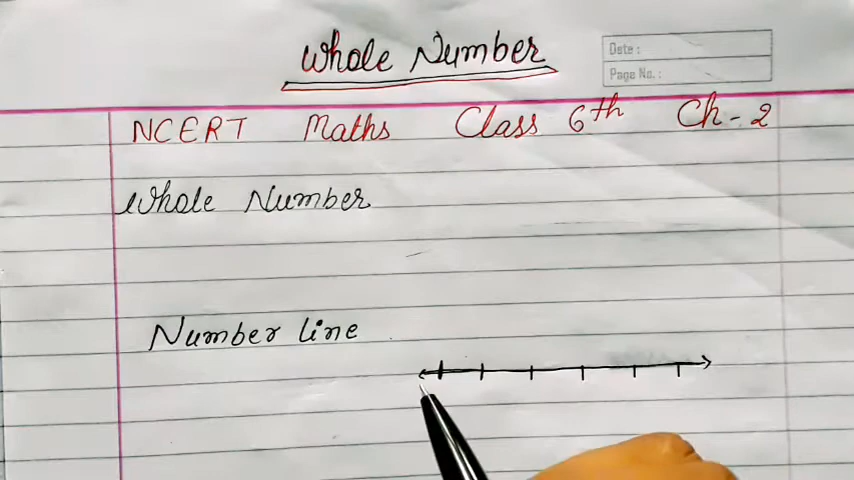 Whole Number
Date :
Page No. :
NCERT Maths Class 6th Ch-2
Whole Number
Number line